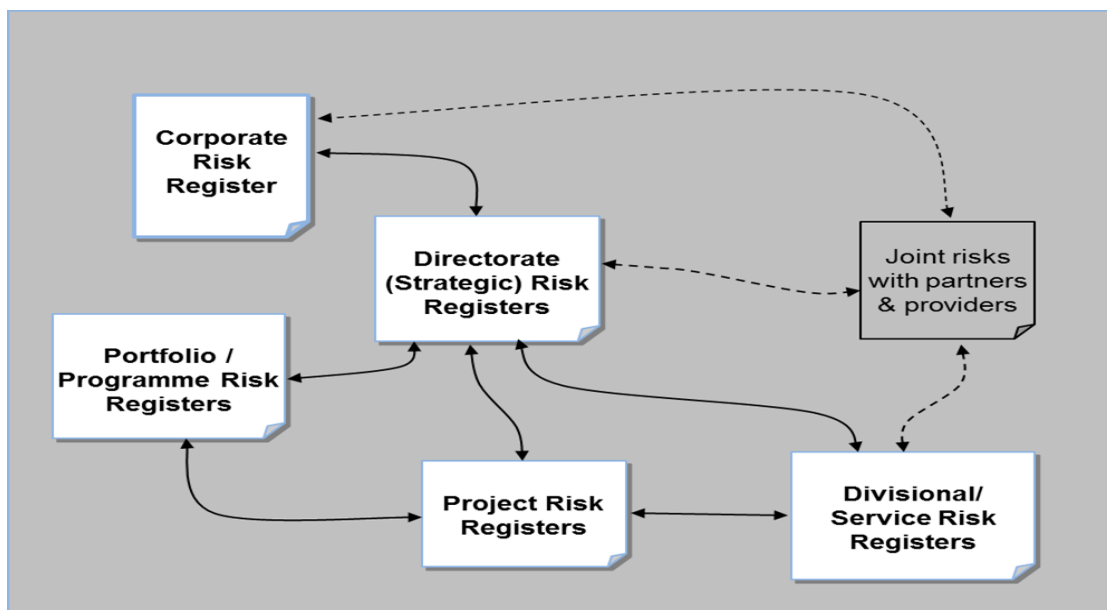 Corporate
Risk
Register
Directorate
(Strategic) Risk
Registers
Joint risks
with partners
& providers
Portfolio /
Programme Risk
Registers
Project Risk
Registers
Divisional/
Service Risk
Registers